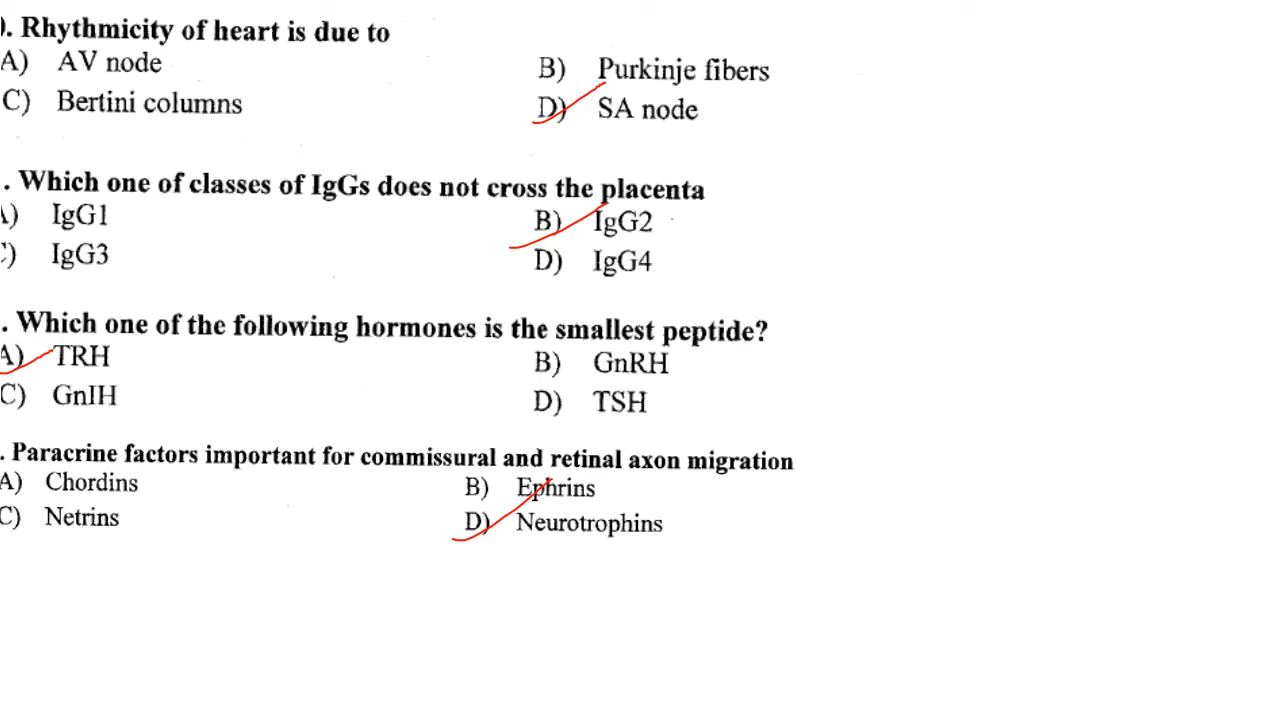 ). Rhythmicity of heart is due to
A) AV node B) Purkinje fibers
C) Bertini columns D) SA node
. Which one of classes of IgGs does not cross the placenta
A) IgG1 B) IgG2
C) IgG3 D) IgG4
. Which one of the following hormones is the smallest peptide?
A) TRH B) GnRH
C) GnIH D) TSH
. Paracrine factors important for commissural and retinal axon migration
A) Chordins B) Ephrins
C) Netrins D) Neurotrophins